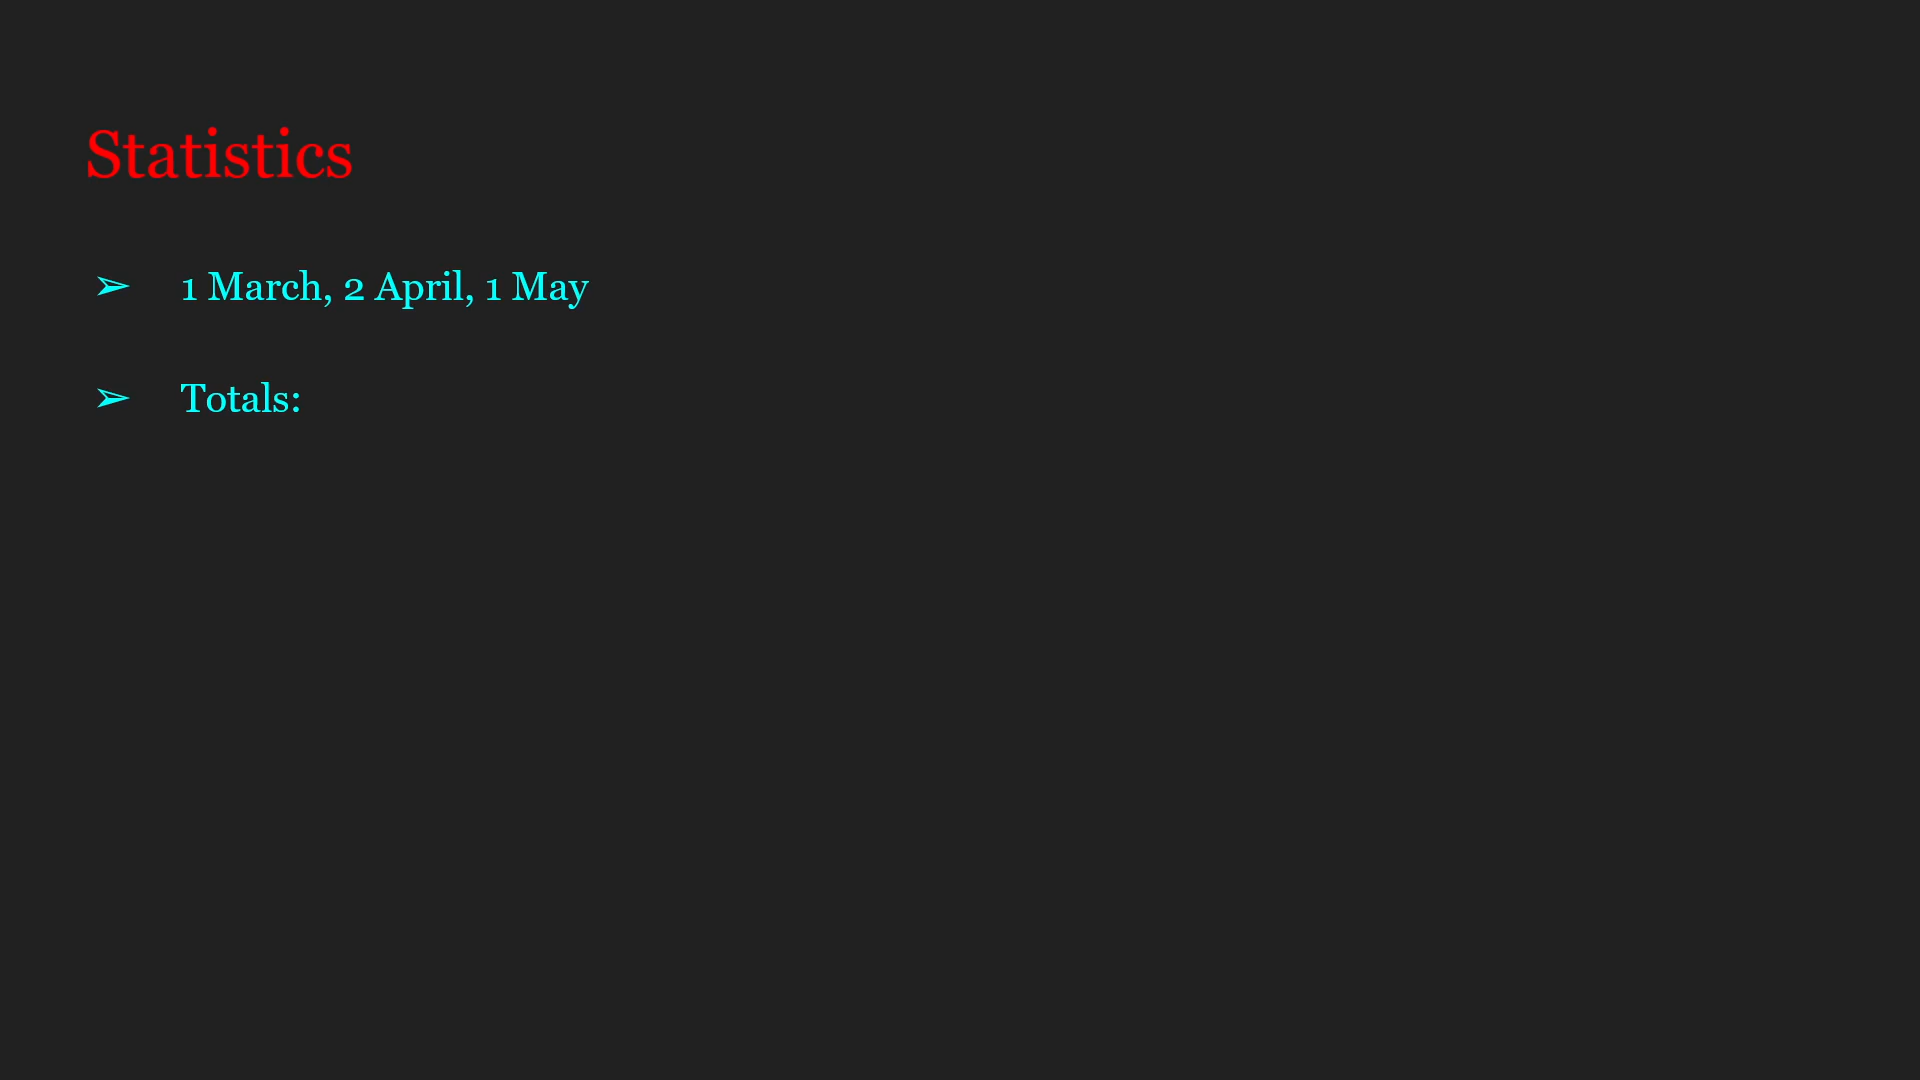 Statistics
➢ 1 March, 2 April, 1 May
➢ Totals: